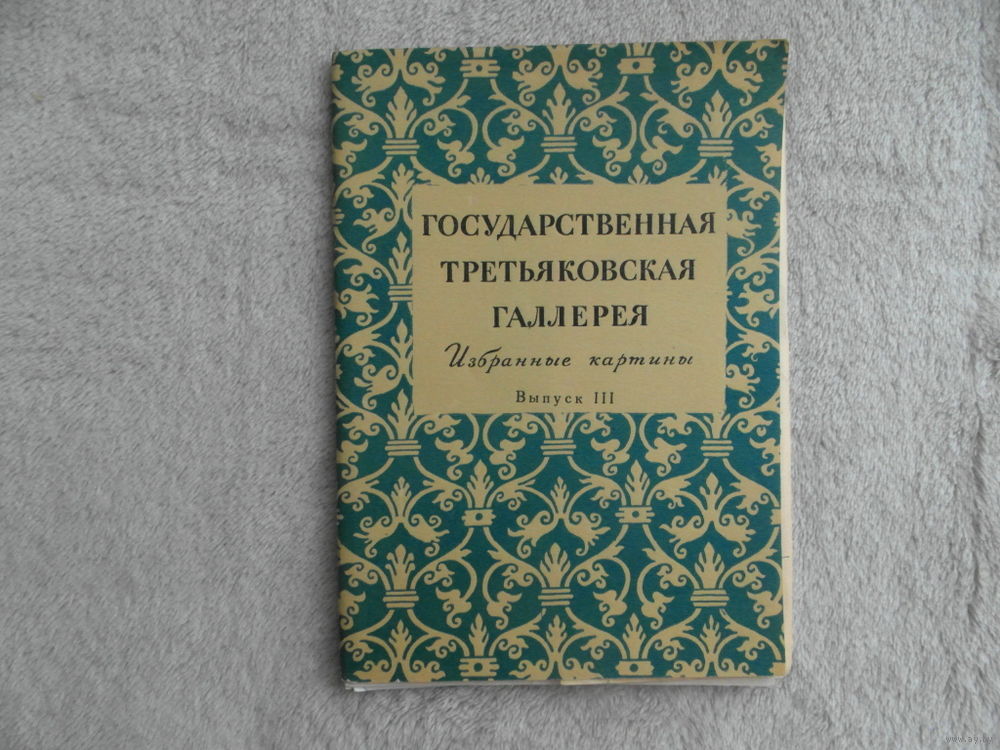 ГОСУДАРСТВЕННАЯ
ТРЕТЬЯКОВСКАЯ
ГАЛЛЕРЕЯ
Избранные картины
Выпуск III